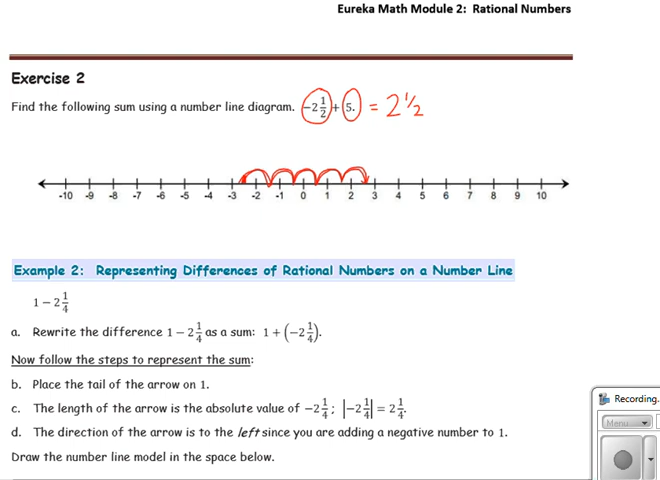 Eureka Math Module 2: Rational Numbers
Exercise 2
Find the following sum using a number line diagram. −2 1/2 + 5. = 2 1/2
-10 -9 -8 -7 -6 -5 -4 -3 -2 -1 0 1 2 3 4 5 6 7 8 9 10
Example 2: Representing Differences of Rational Numbers on a Number Line
1 − 2 1/4
a. Rewrite the difference 1 − 2 1/4 as a sum: 1 + (−2 1/4).
Now follow the steps to represent the sum:
b. Place the tail of the arrow on 1.
c. The length of the arrow is the absolute value of −2 1/4; |−2 1/4| = 2 1/4.
d. The direction of the arrow is to the left since you are adding a negative number to 1.
Draw the number line model in the space below.
Recording.
Menu